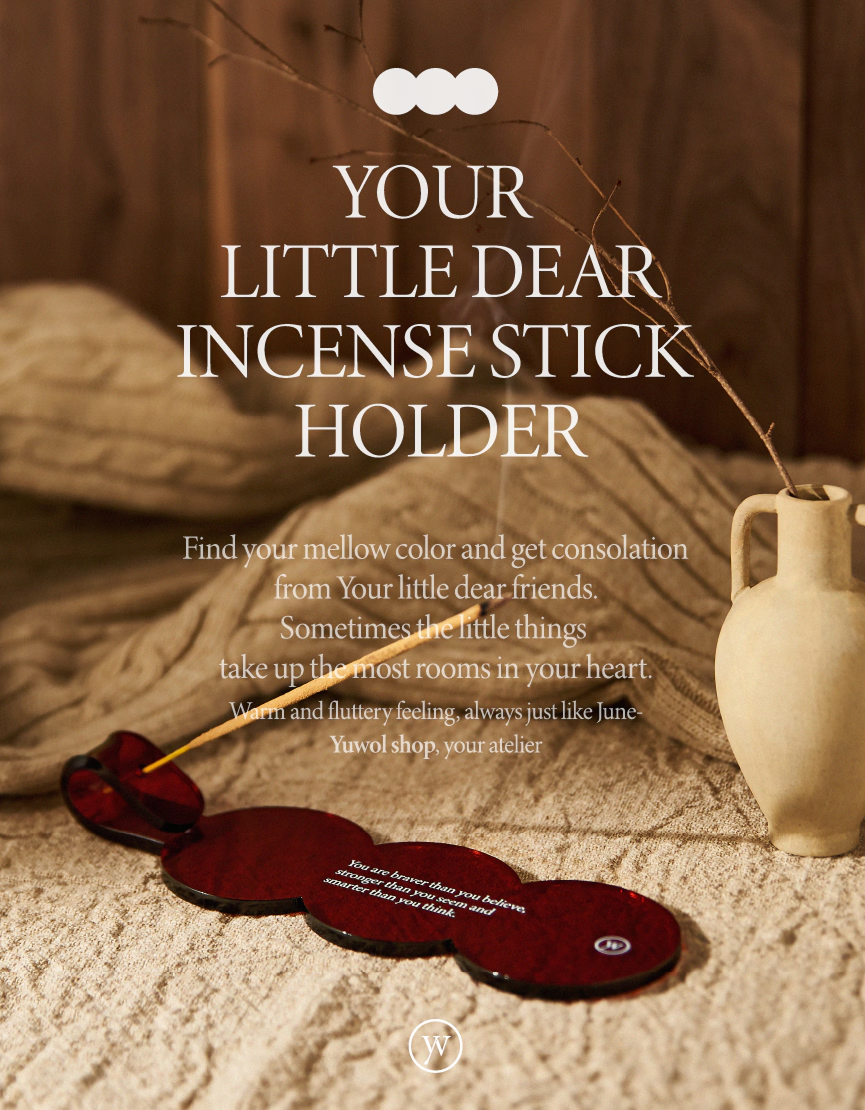 YOUR
LITTLE DEAR
INCENSE STICK
HOLDER
Find your mellow color and get consolation
from Your little dear friends.
Sometimes the little things
take up the most rooms in your heart.
Warm and fluttery feeling, always just like June-
Yuwol shop, your atelier
You are braver than you believe,
stronger than you seem and
smarter than you think.
W
yw